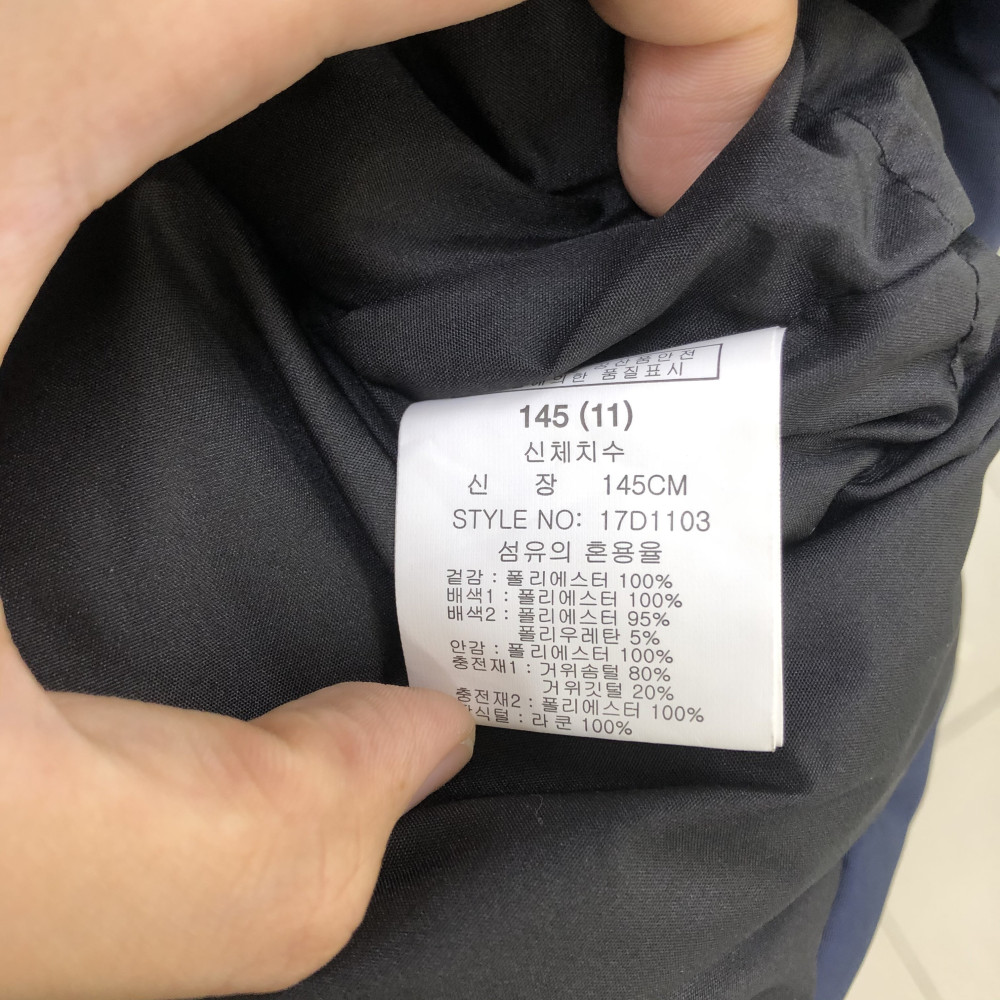 안전
품질표시
145 (11)
신체치수
신 장 145CM
STYLE NO: 17D1103
섬유의 혼용율
겉감 : 폴리에스터 100%
배색1 : 폴리에스터 100%
배색2 : 폴리에스터 95%
폴리우레탄 5%
안감 : 폴리에스터 100%
충전재1 : 거위솜털 80%
거위깃털 20%
충전재2 : 폴리에스터 100%
: 라쿤 100%